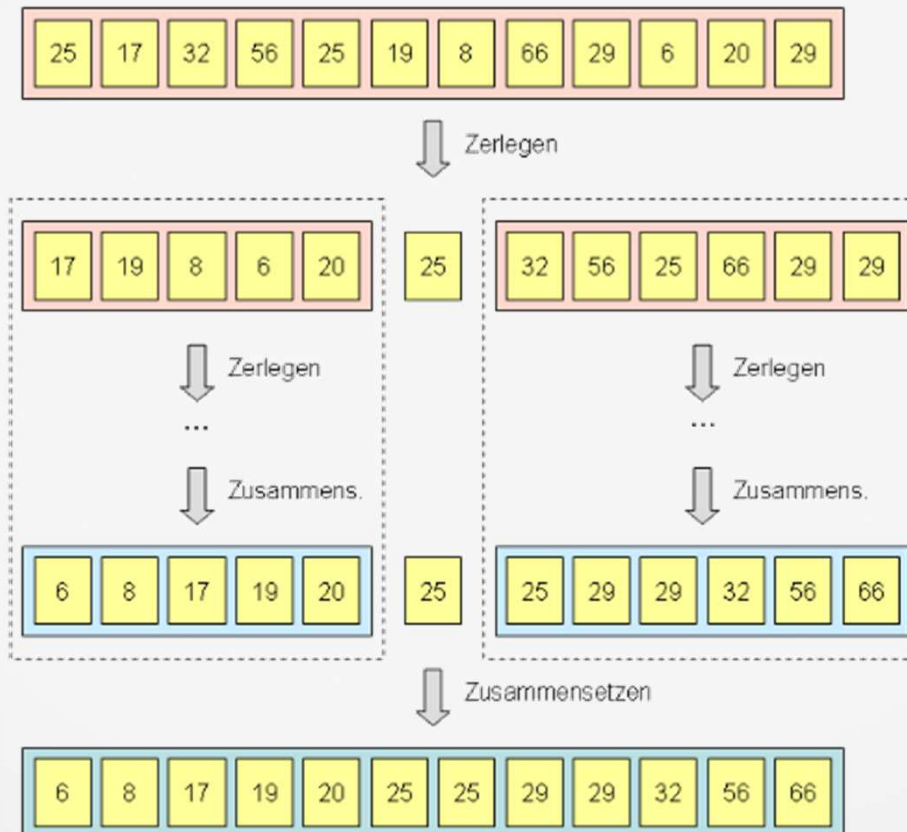 25 17 32 56 25 19 8 66 29 6 20 29
Zerlegen
17 19 8 6 20 25 32 56 25 66 29 29
Zerlegen Zerlegen
... ...
Zusammens. Zusammens.
6 8 17 19 20 25 25 29 29 32 56 66
Zusammensetzen
6 8 17 19 20 25 25 29 29 32 56 66